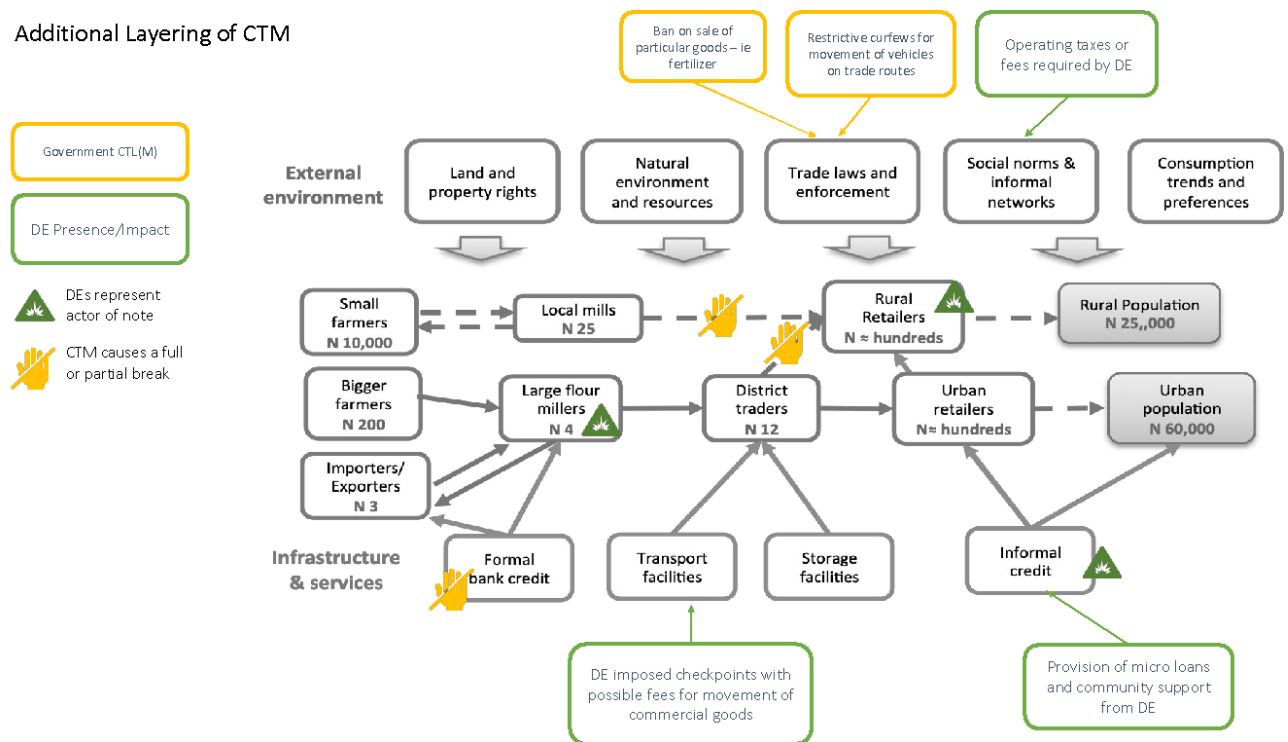 Additional Layering of CTM
Ban on sale of
particular goods – ie
fertilizer
Restrictive curfews for
movement of vehicles
on trade routes
Operating taxes or
fees required by DE
Government CTL(M)
DE Presence/Impact
DEs represent
actor of note
CTM causes a full
or partial break
External
environment
Land and
property rights
Natural
environment
and resources
Trade laws and
enforcement
Social norms &
informal
networks
Consumption
trends and
preferences
Small
farmers
N 10,000
Local mills
N 25
Rural
Retailers
N ≈ hundreds
Rural Population
N 25,,000
Bigger
farmers
N 200
Large flour
millers
N 4
District
traders
N 12
Urban
retailers
N≈ hundreds
Urban
population
N 60,000
Importers/
Exporters
N 3
Infrastructure
& services
Formal
bank credit
Transport
facilities
Storage
facilities
Informal
credit
DE imposed checkpoints with
possible fees for movement of
commercial goods
Provision of micro loans
and community support
from DE